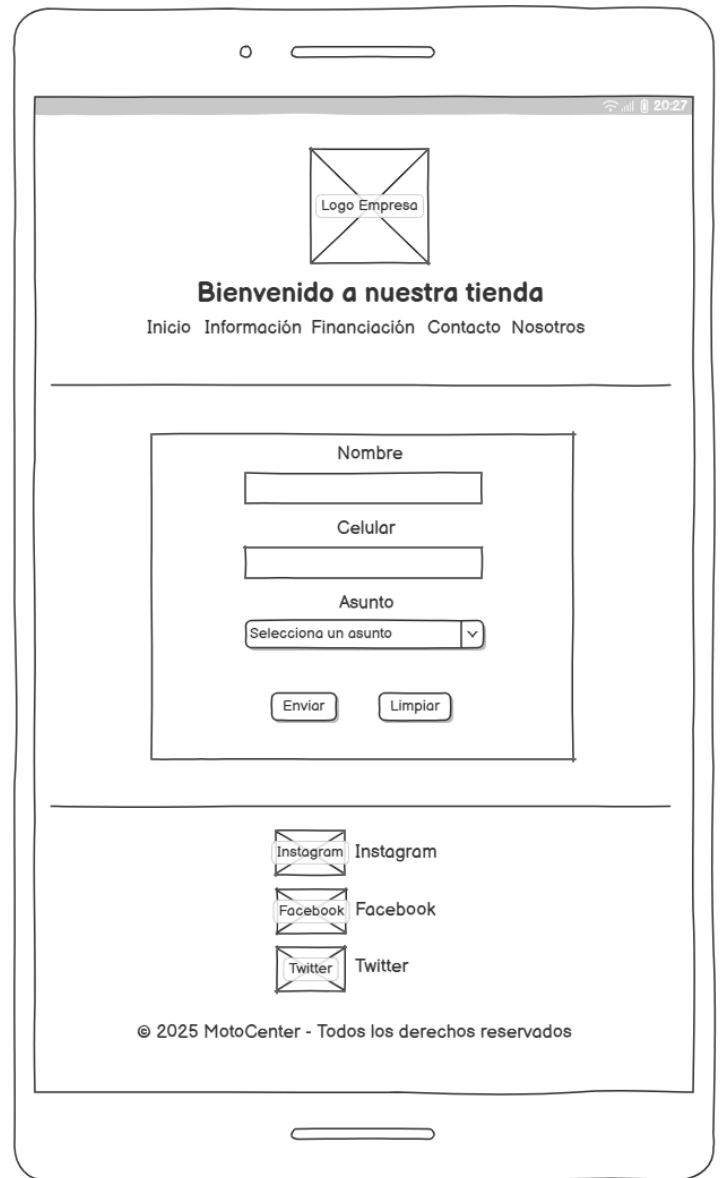 20:27
Logo Empresa
Bienvenido a nuestra tienda
Inicio Información Financiación Contacto Nosotros
Nombre
Celular
Asunto
Selecciona un asunto
Enviar Limpiar
Instagram Instagram
Facebook Facebook
Twitter Twitter
© 2025 MotoCenter - Todos los derechos reservados